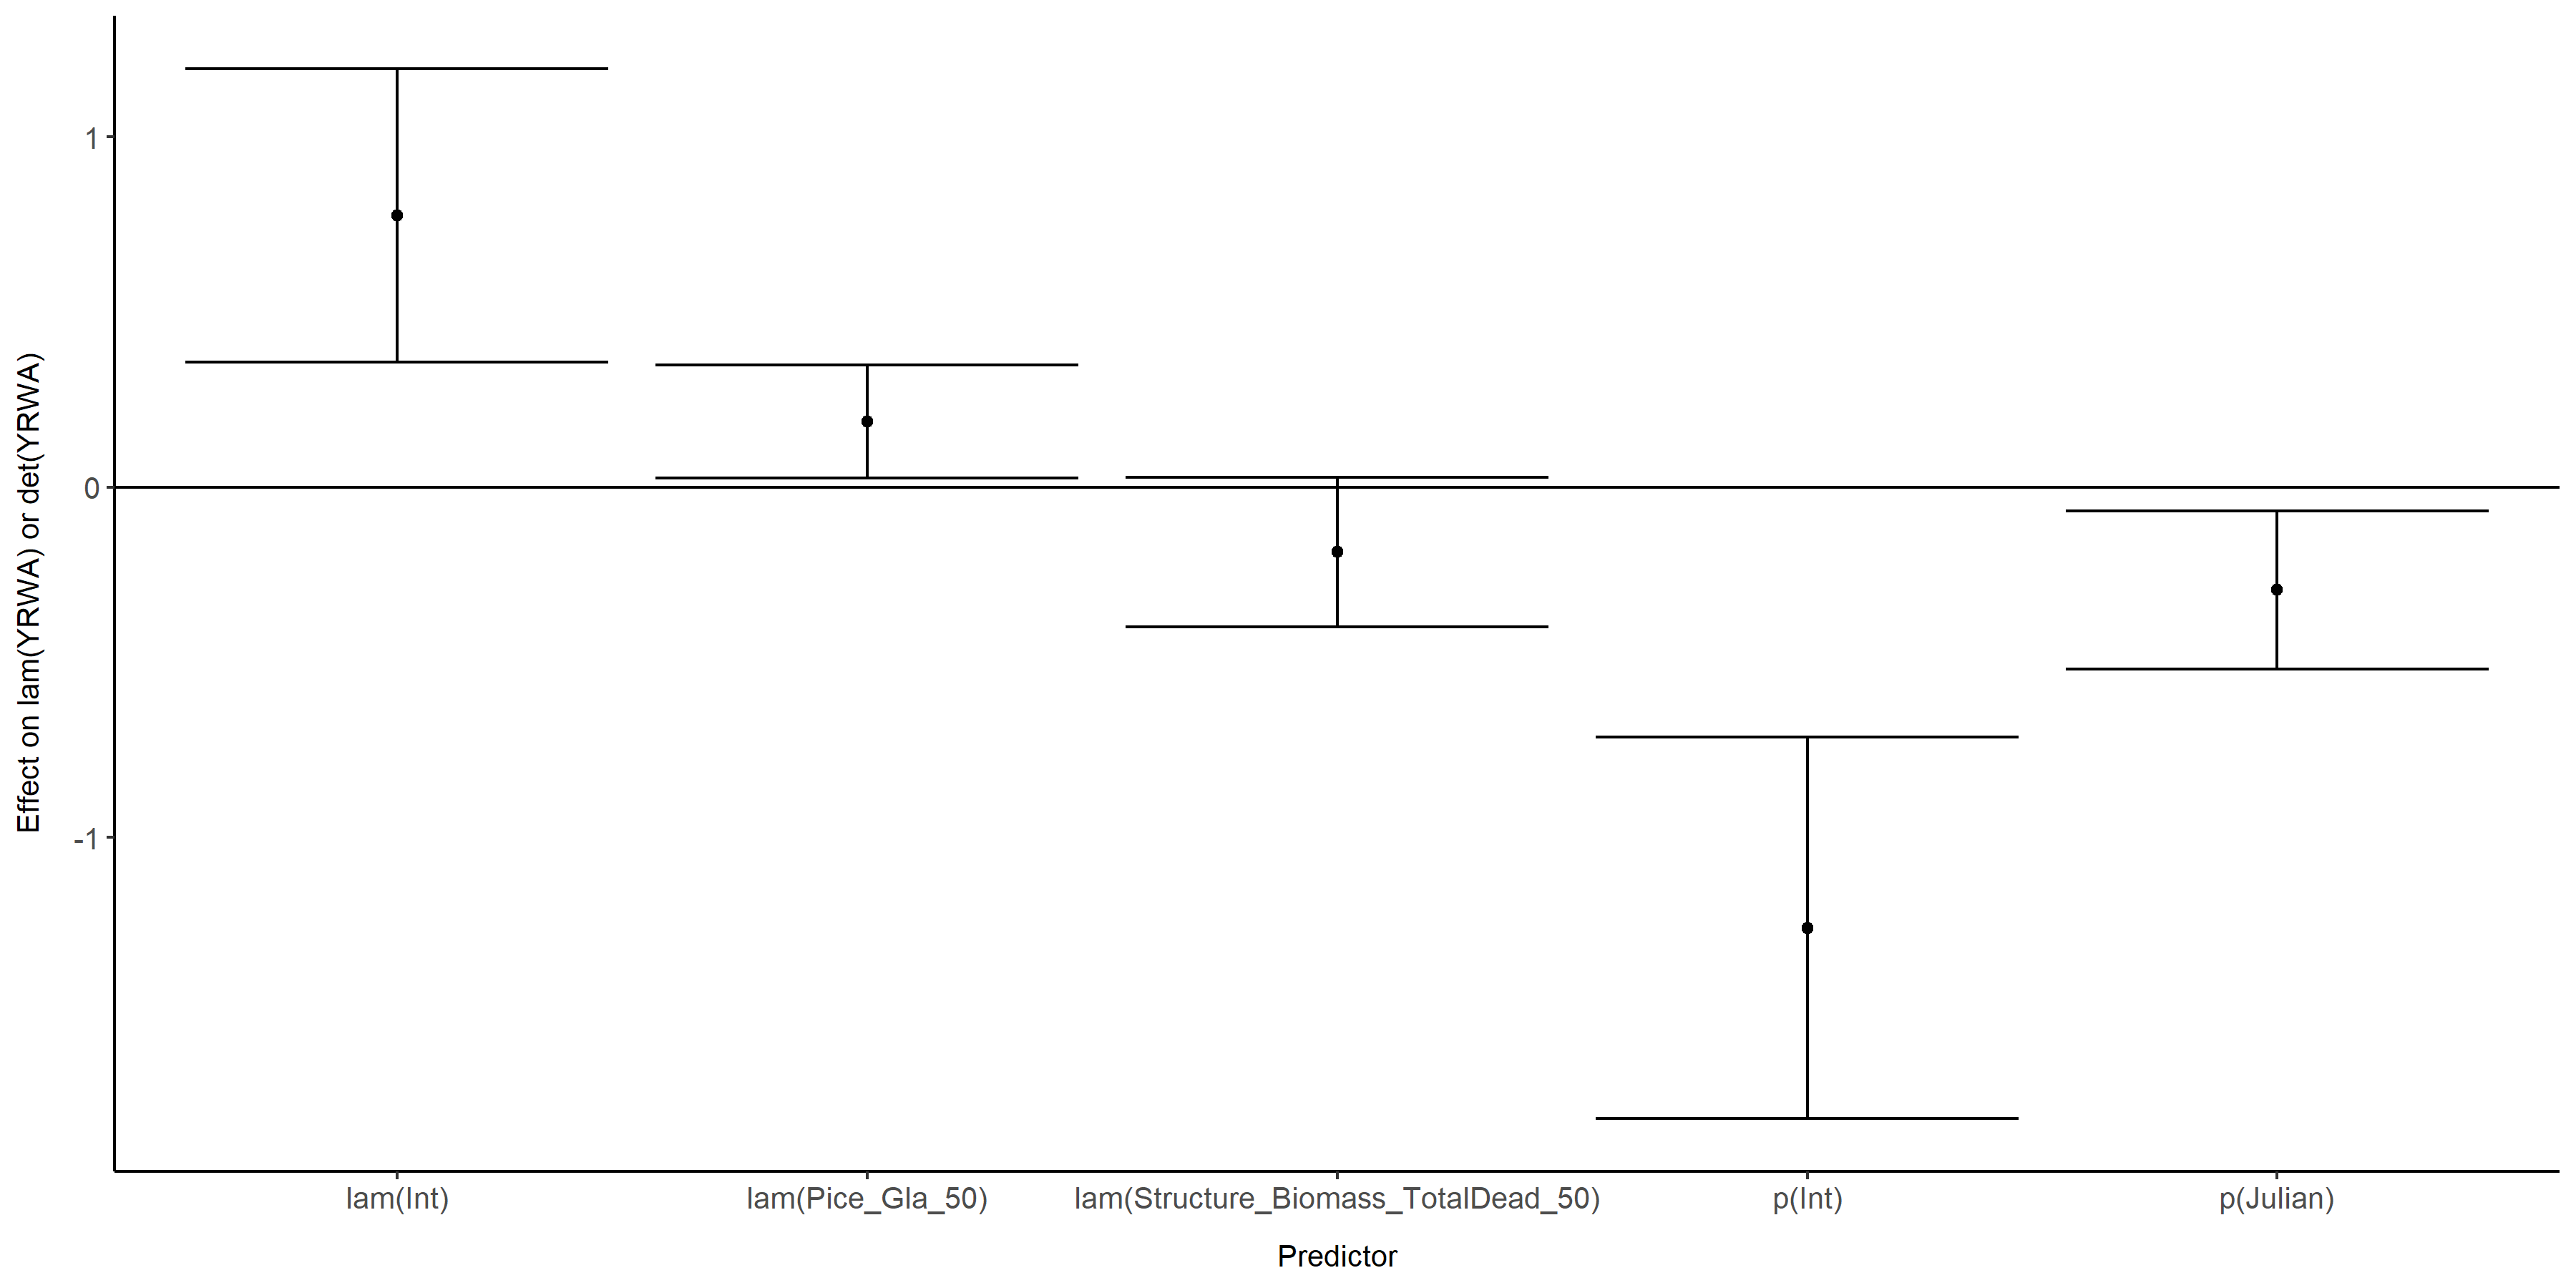 Effect on lam(YRWA) or det(YRWA)
1
0
-1
lam(Int)
lam(Pice_Gla_50)
lam(Structure_Biomass_TotalDead_50)
p(Int)
p(Julian)
Predictor